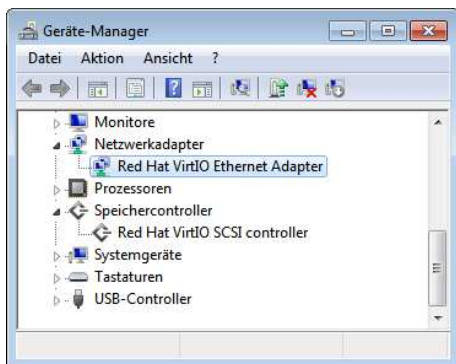 Geräte-Manager
Datei Aktion Ansicht ?
Monitore
Netzwerkadapter
Red Hat VirtIO Ethernet Adapter
Prozessoren
Speichercontroller
Red Hat VirtIO SCSI controller
Systemgeräte
Tastaturen
USB-Controller